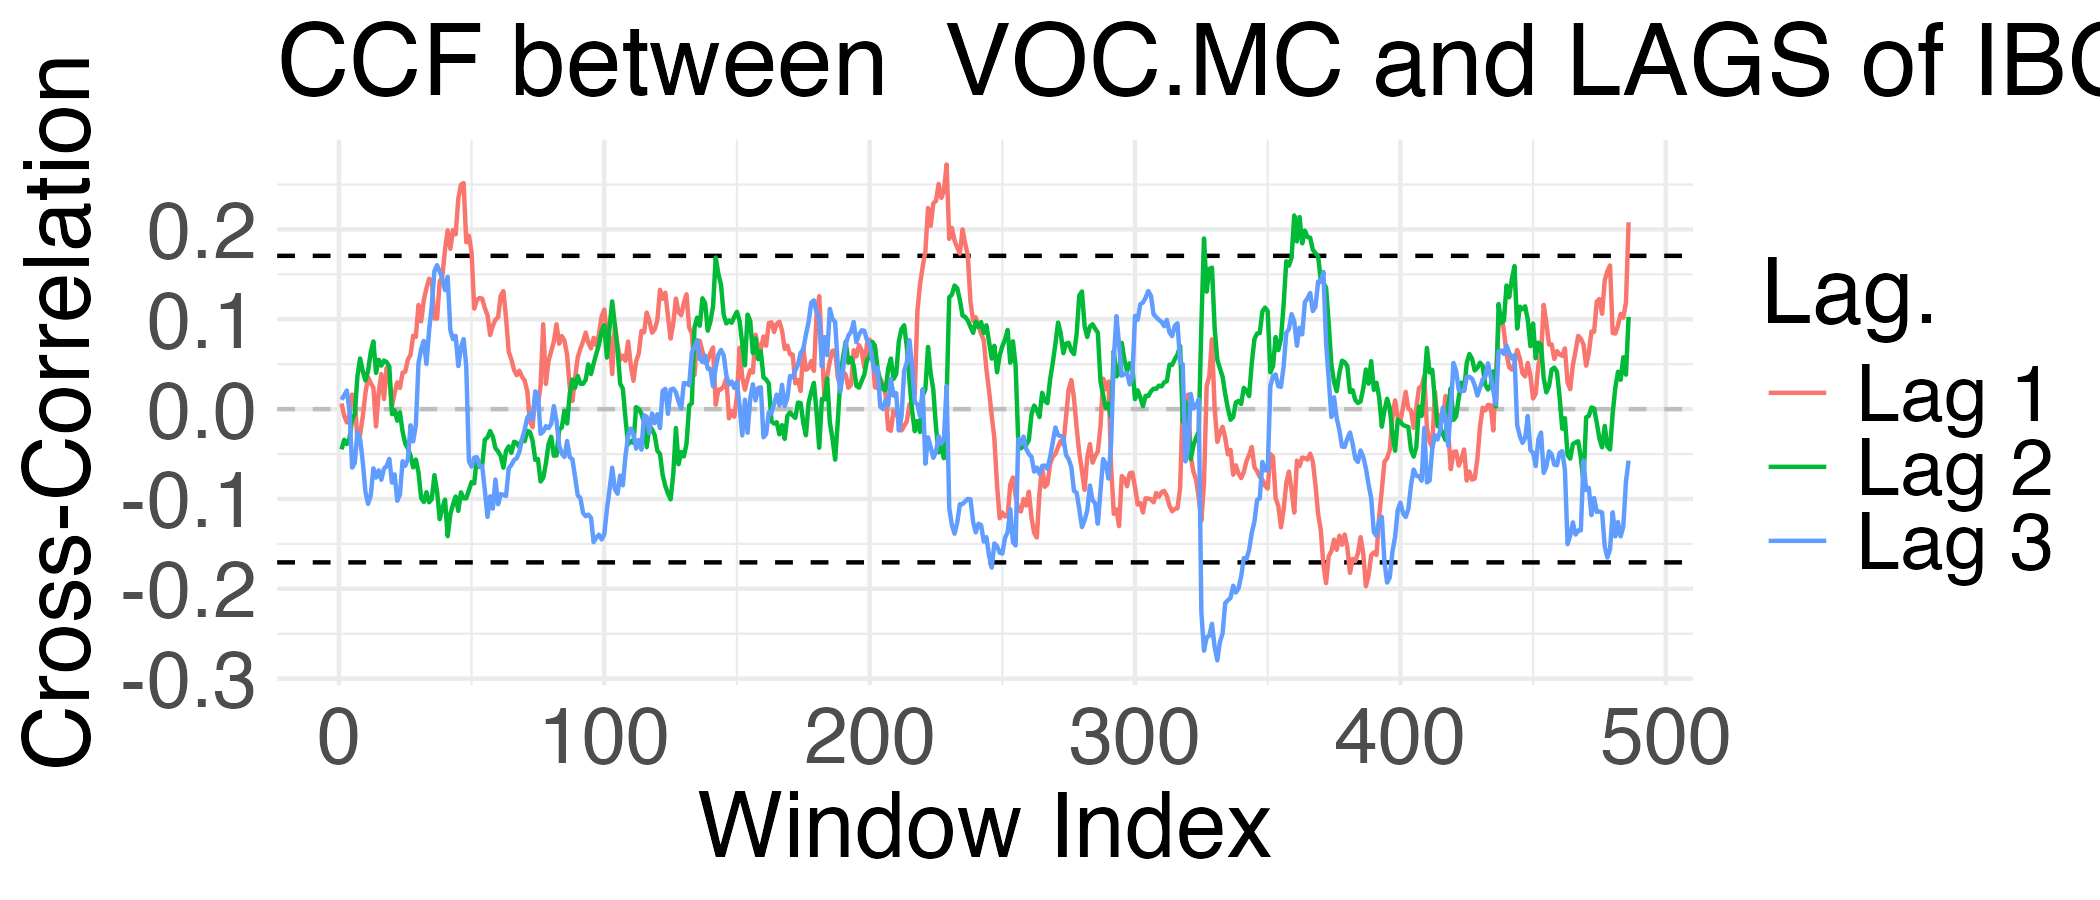 CCF between VOC.MC and LAGS of
Cross-Correlation
0.2
0.1
0.0
-0.1
-0.2
-0.3
0 100 200 300 400 500
Window Index
Lag.
Lag 1
Lag 2
Lag 3